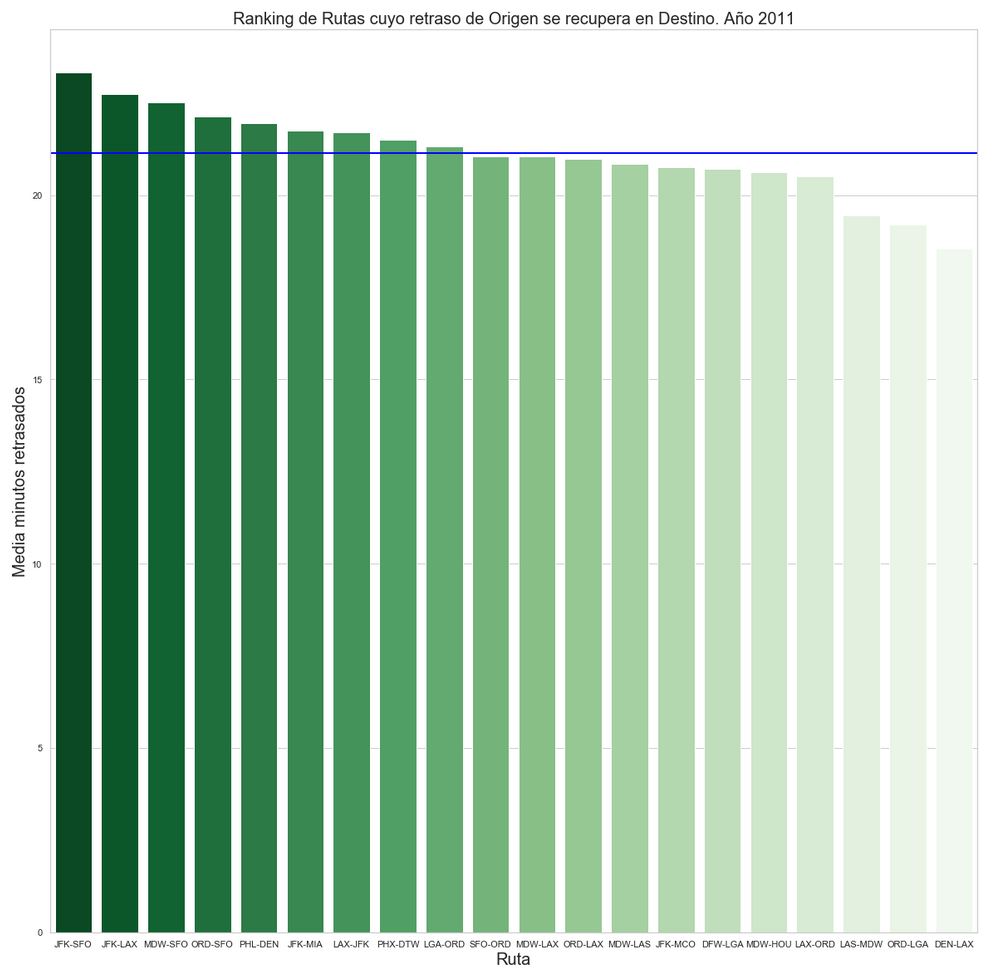 Ranking de Rutas cuyo retraso de Origen se recupera en Destino. Año 2011
Media minutos retrasados
20
15
10
5
0
JFK-SFO JFK-LAX MDW-SFO ORD-SFO PHL-DEN JFK-MIA LAX-JFK PHX-DTW LGA-ORD SFO-ORD MDW-LAX ORD-LAX MDW-LAS JFK-MCO DFW-LGA MDW-HOU LAX-ORD LAS-MDW ORD-LGA DEN-LAX
Ruta